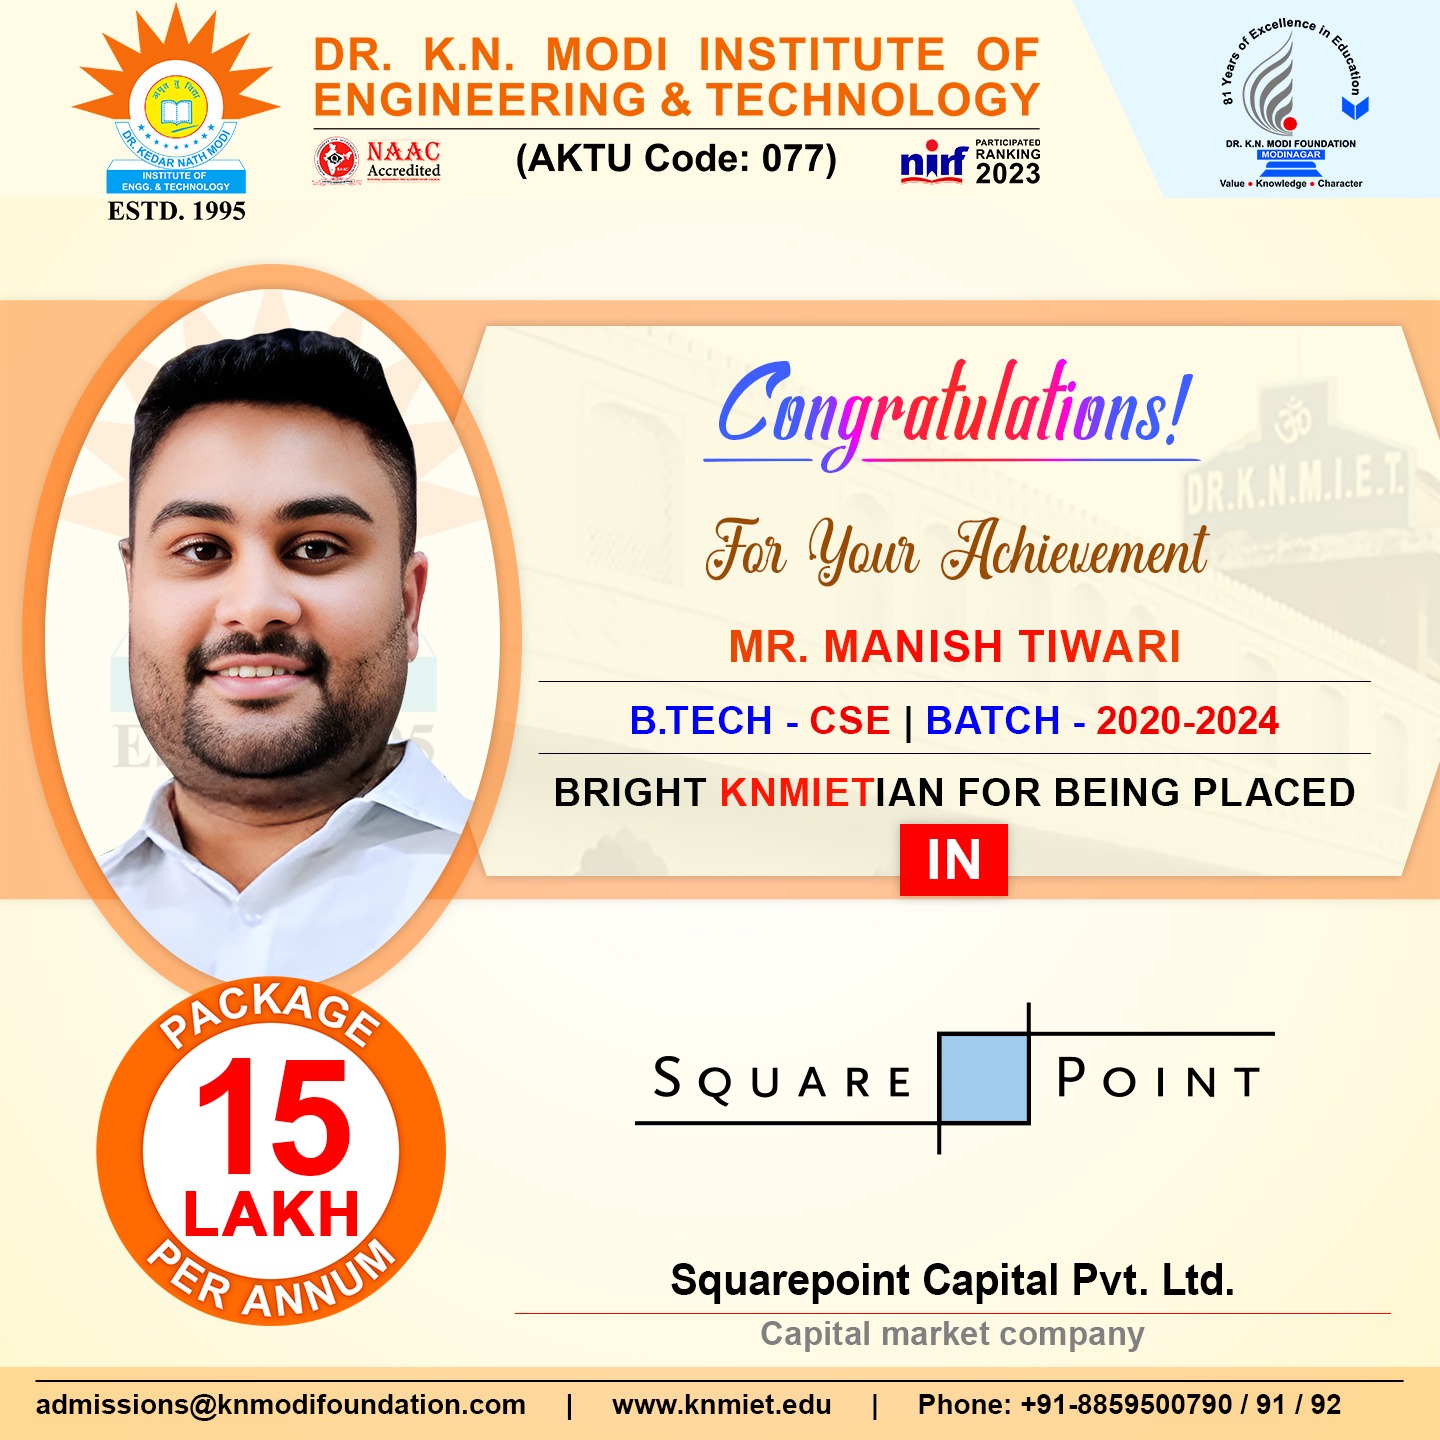 DR. K.N. MODI INSTITUTE OF
ENGINEERING & TECHNOLOGY
NAAC
Accredited
(AKTU Code: 077)
nirf
PARTICIPATED
RANKING
2023
DR. KEDAR NATH MODI
INSTITUTE OF
ENGG. & TECHNOLOGY
ESTD. 1995
81 Years of Excellence in Education
DR. K.N. MODI FOUNDATION
MODINAGAR
Value • Knowledge • Character
Congratulations!
ॐ
DR.K.N.M.I.E.T.
For Your Achievement
MR. MANISH TIWARI
B.TECH - CSE | BATCH - 2020-2024
BRIGHT KNMIETIAN FOR BEING PLACED
IN
PACKAGE
15
LAKH
PER ANNUM
SQUARE POINT
Squarepoint Capital Pvt. Ltd.
Capital market company
admissions@knmodifoundation.com | www.knmiet.edu | Phone: +91-8859500790 / 91 / 92